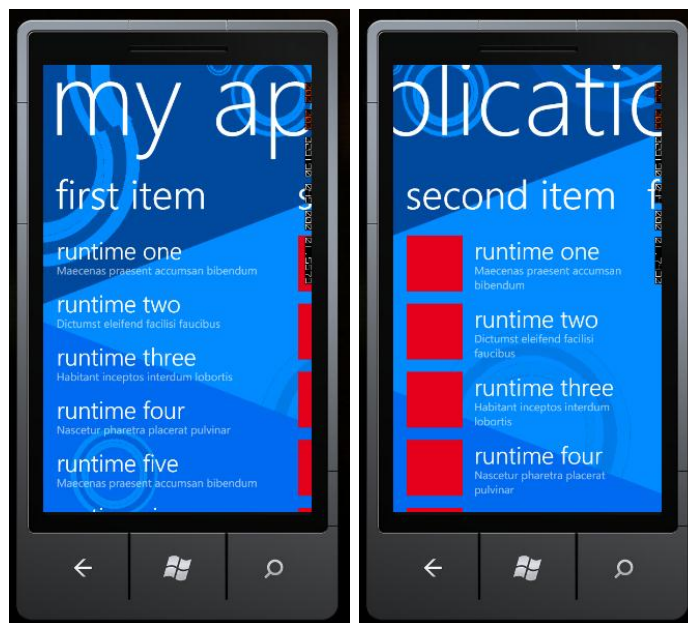 my ap
first item
s
runtime one
Maecenas praesent accumsan bibendum
runtime two
Dictumst eleifend facilisi faucibus
runtime three
Habitant inceptos interdum lobortis
runtime four
Nascetur pharetra placerat pulvinar
runtime five
Maecenas praesent accumsan bibendum
plicatio
second item
f
runtime one
Maecenas praesent accumsan
bibendum
runtime two
Dictumst eleifend facilisi
faucibus
runtime three
Habitant inceptos interdum
lobortis
runtime four
Nascetur pharetra placerat
pulvinar